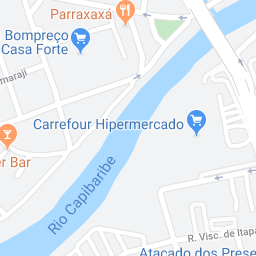 Parraxaxá
Bompreço
Casa Forte
maraji
Carrefour Hipermercado
er Bar
Rio Capibaribe
R. Visc. de Itapa
Atacado dos Prese